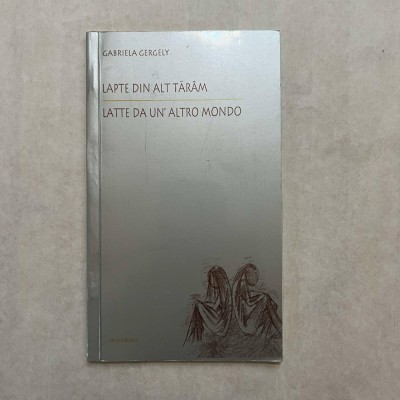 GABRIELA GERGELY
LAPTE DIN ALT TĂRÂM
LATTE DA UN' ALTRO MONDO